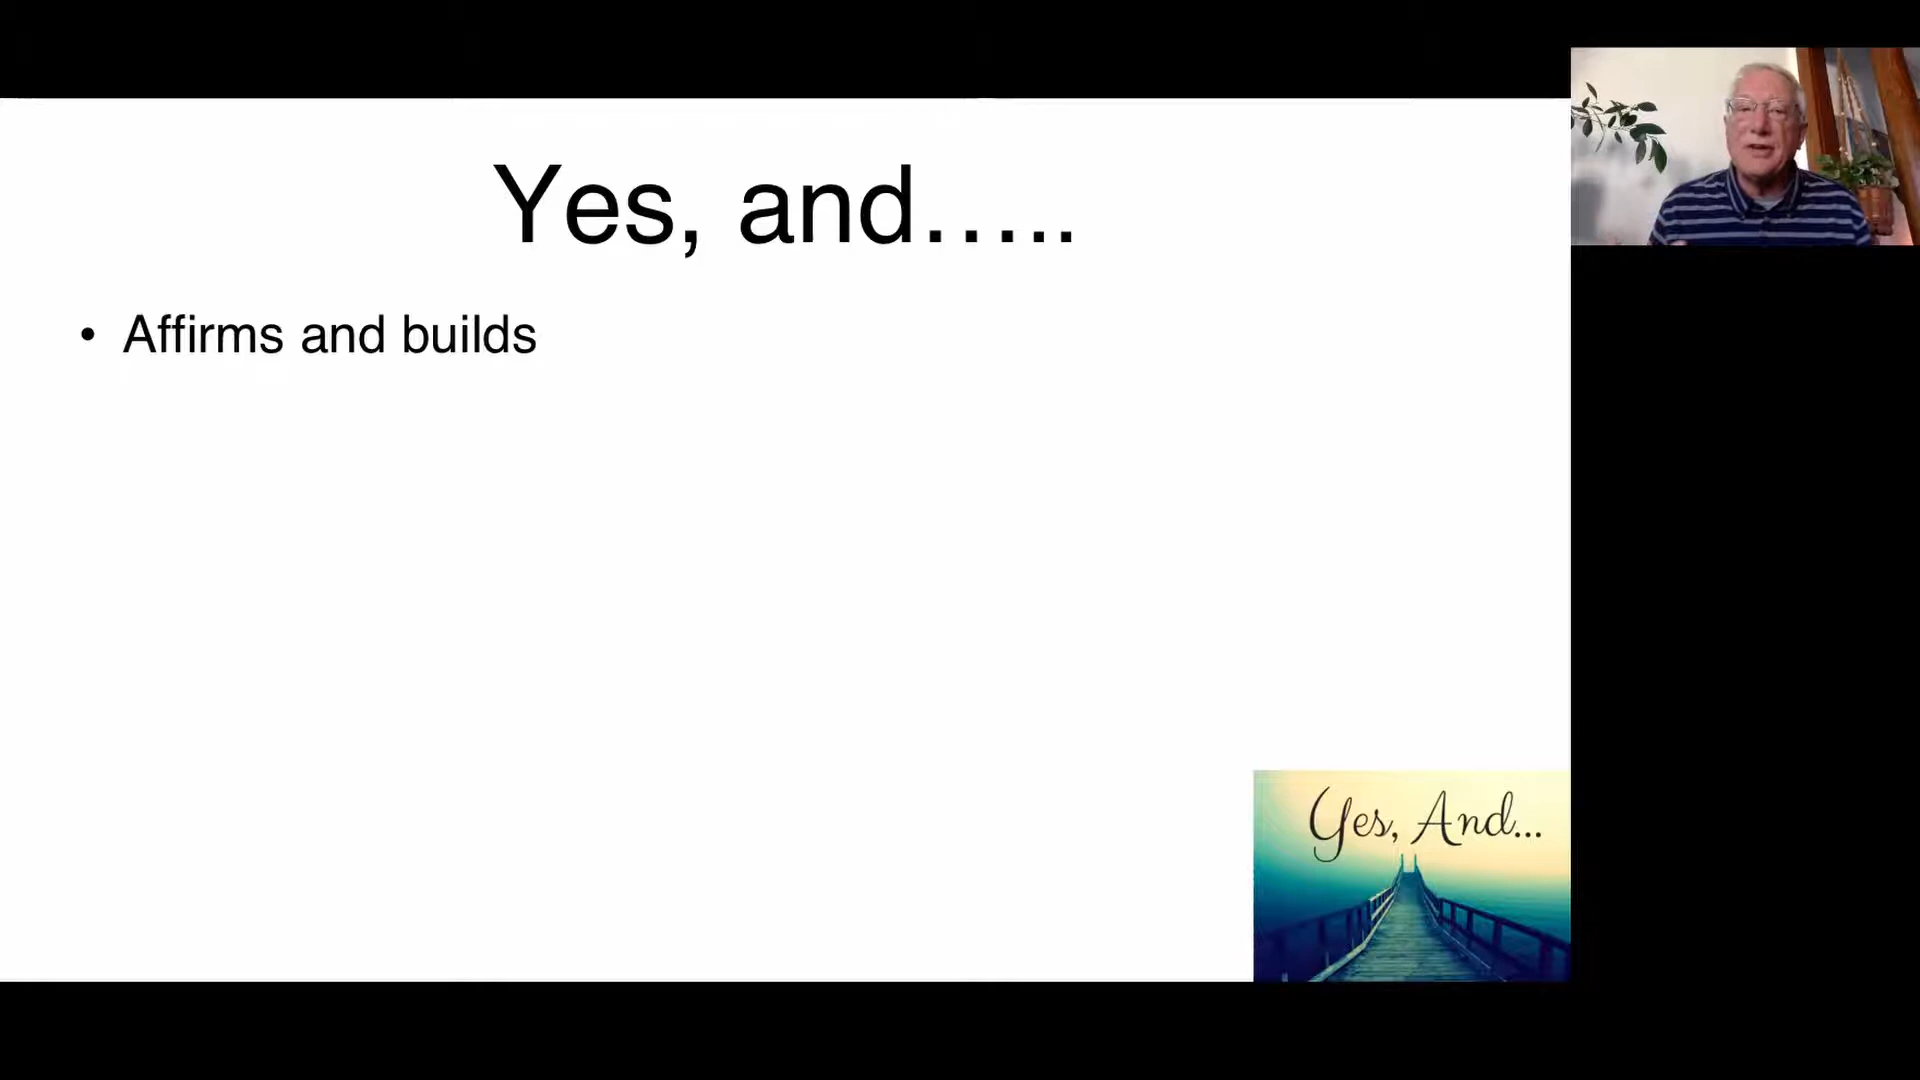 Yes, and…..
• Affirms and builds
Yes, And...